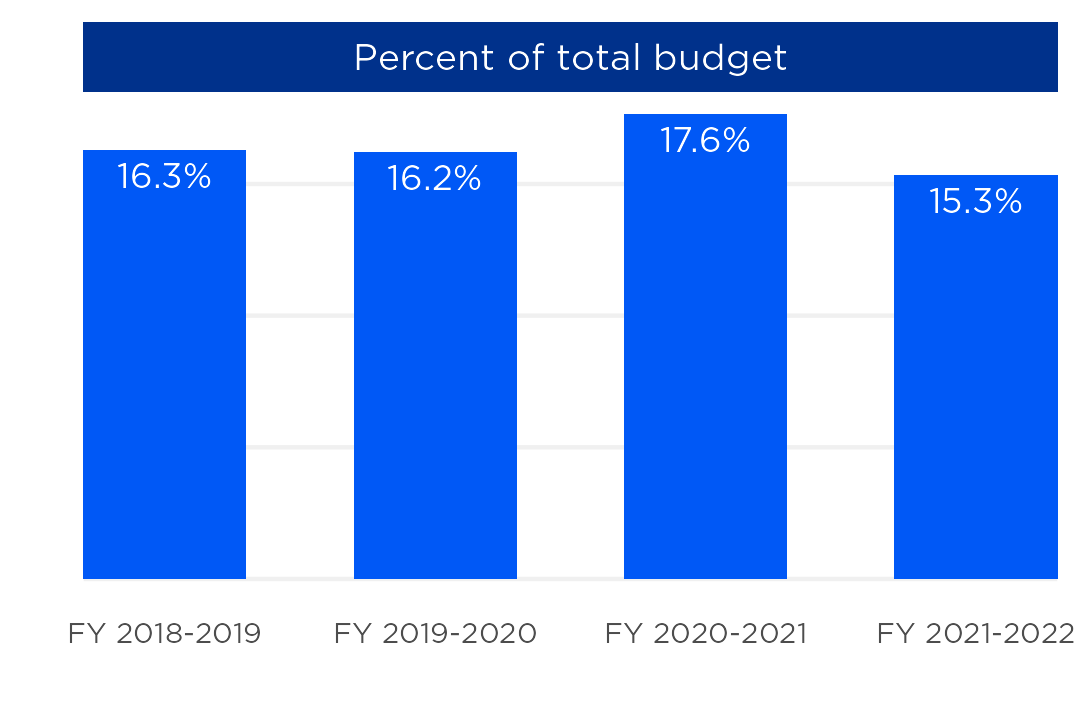 Percent of total budget
16.3%
16.2%
17.6%
15.3%
FY 2018-2019
FY 2019-2020
FY 2020-2021
FY 2021-2022